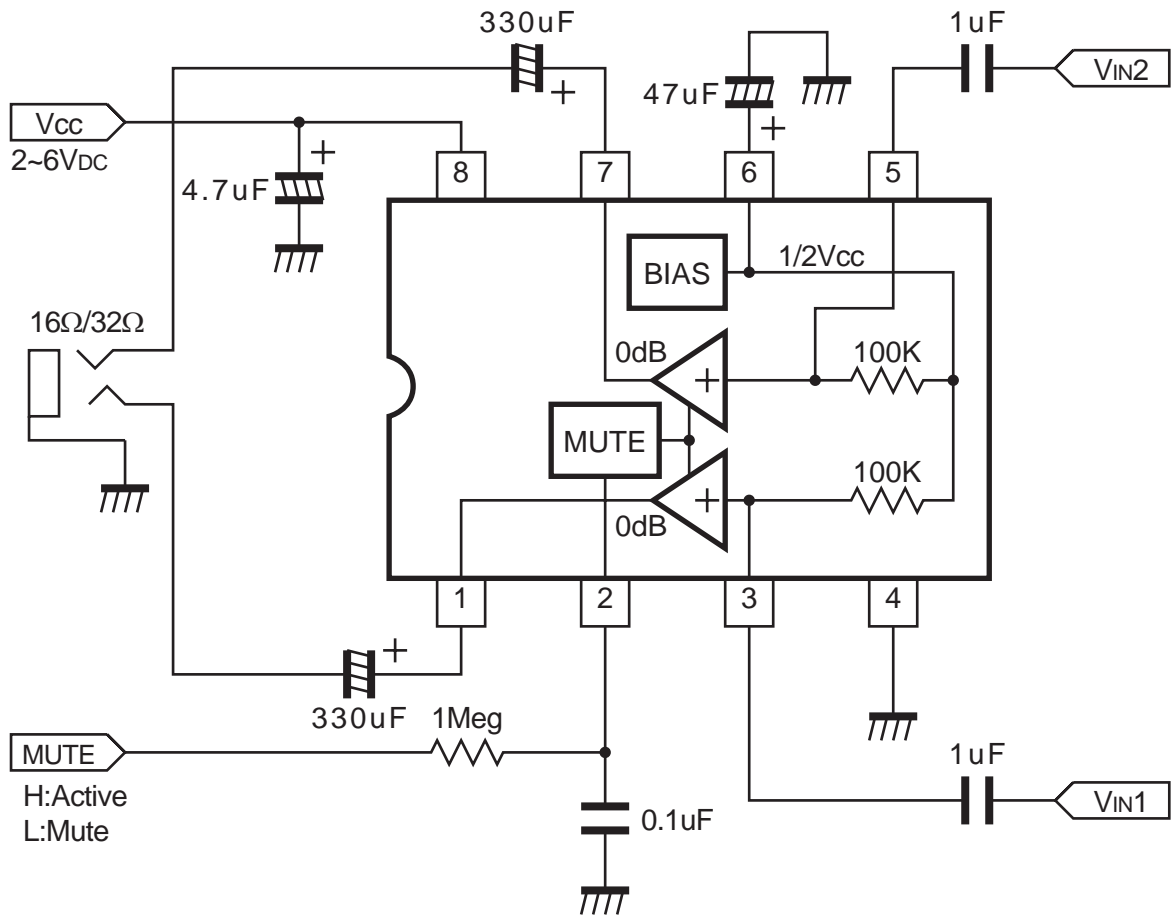 330uF
1uF
+
VIN2
47uF
+
Vcc
2~6VDC
+
4.7uF
8
7
6
5
BIAS
1/2Vcc
16Ω/32Ω
0dB
100K
+
MUTE
100K
+
0dB
1
2
3
4
+
330uF
1Meg
MUTE
1uF
H:Active
L:Mute
0.1uF
VIN1